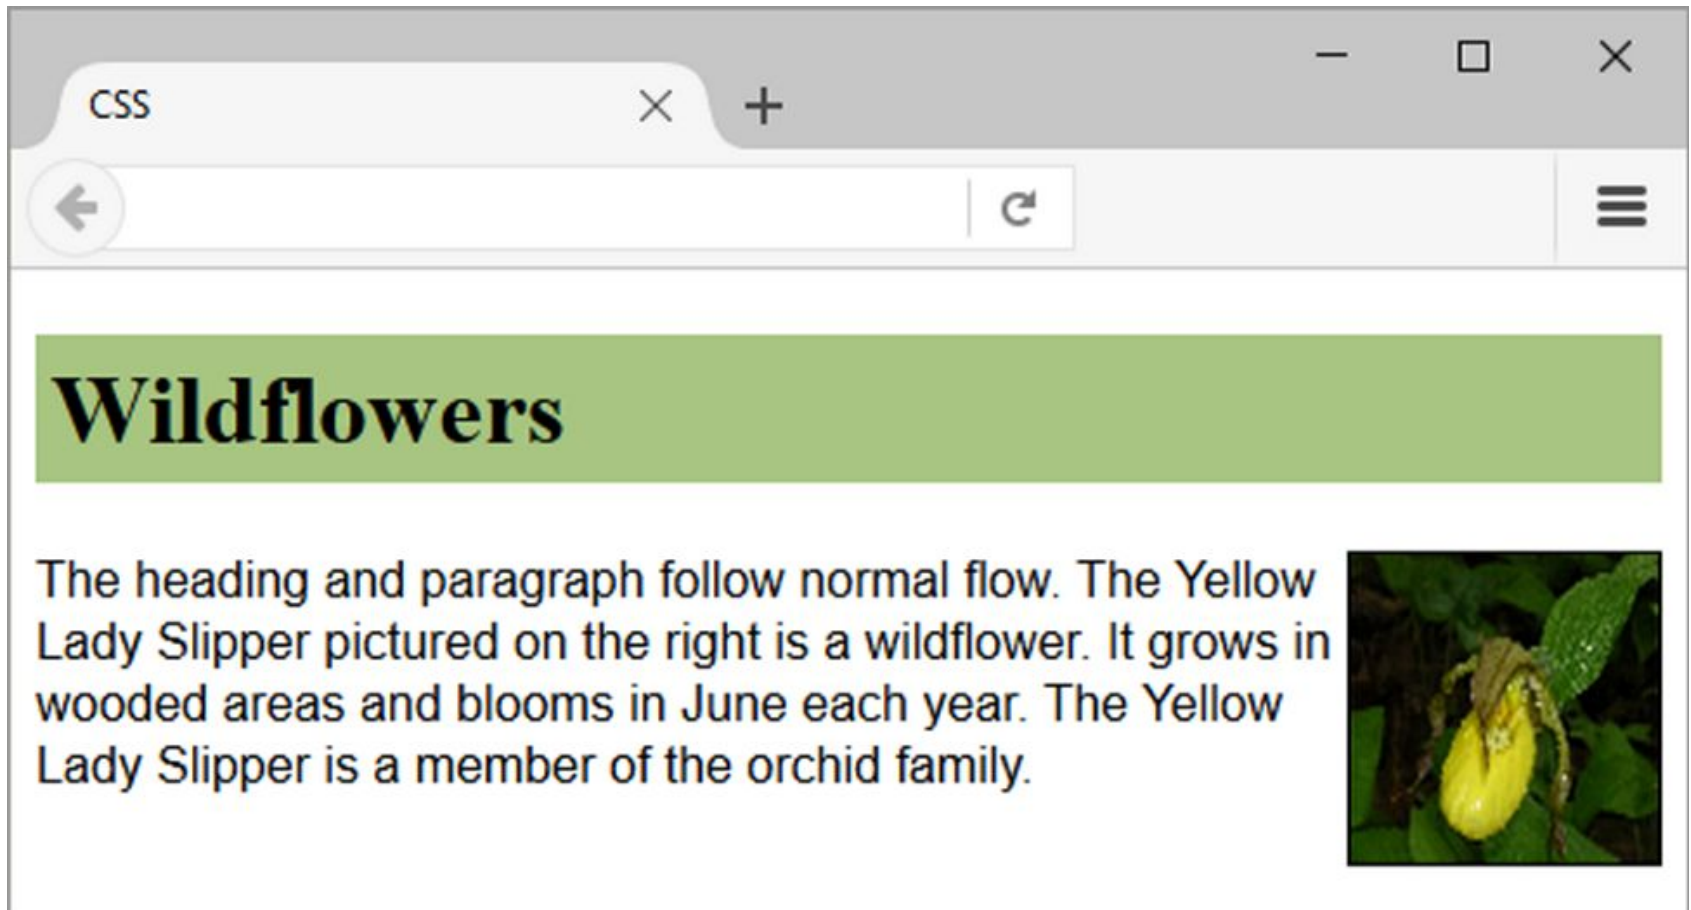 CSS
Wildflowers
The heading and paragraph follow normal flow. The Yellow
Lady Slipper pictured on the right is a wildflower. It grows in
wooded areas and blooms in June each year. The Yellow
Lady Slipper is a member of the orchid family.